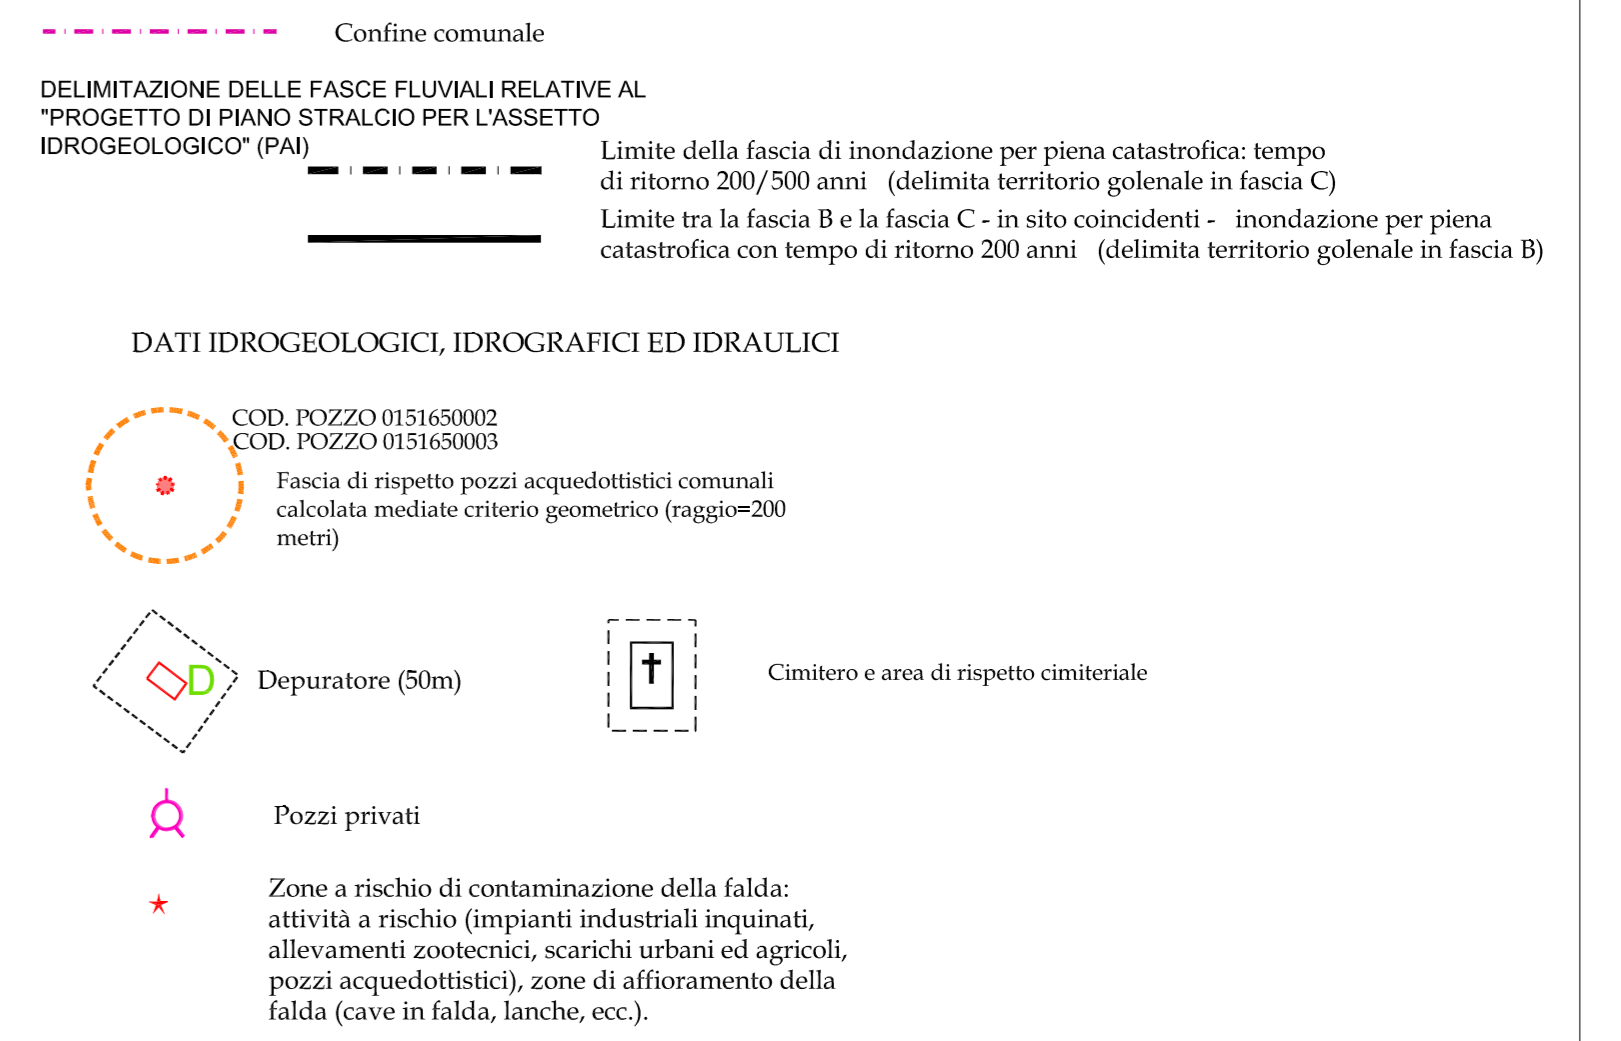 Confine comunale
DELIMITAZIONE DELLE FASCE FLUVIALI RELATIVE AL
"PROGETTO DI PIANO STRALCIO PER L'ASSETTO
IDROGEOLOGICO" (PAI)
Limite della fascia di inondazione per piena catastrofica: tempo
di ritorno 200/500 anni (delimita territorio golenale in fascia C)
Limite tra la fascia B e la fascia C - in sito coincidenti - inondazione per piena
catastrofica con tempo di ritorno 200 anni (delimita territorio golenale in fascia B)
DATI IDROGEOLOGICI, IDROGRAFICI ED IDRAULICI
COD. POZZO 0151650002
COD. POZZO 0151650003
Fascia di rispetto pozzi acquedottistici comunali
calcolata mediate criterio geometrico (raggio=200
metri)
D
Depuratore (50m)
Cimitero e area di rispetto cimiteriale
Pozzi privati
Zone a rischio di contaminazione della falda:
attività a rischio (impianti industriali inquinati,
allevamenti zootecnici, scarichi urbani ed agricoli,
pozzi acquedottistici), zone di affioramento della
falda (cave in falda, lanche, ecc.).